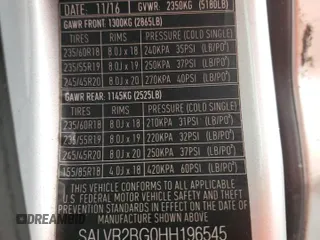 DATE: 11/16 GVWR: 2350KG (5180LB)
GAWR FRONT: 1300KG (2865LB)
TIRES RIMS PRESSURE (COLD SINGLE)
235/60R18 8.0J x 18 240KPA 35PSI (LB/PO²)
235/55R19 8.0J x 19 250KPA 37PSI (LB/PO²)
245/45R20 8.0J x 20 270KPA 40PSI (LB/PO²)
GAWR REAR: 1145KG (2525LB)
TIRES RIMS PRESSURE (COLD SINGLE)
235/60R18 8.0J x 18 210KPA 31PSI (LB/PO²)
235/55R19 8.0J x 19 220KPA 32PSI (LB/PO²)
245/45R20 8.0J x 20 250KPA 37PSI (LB/PO²)
155/85R18 4.0J x 18 420KPA 60PSI (LB/PO²)
THIS VEHICLE CONFORMS TO ALL APPLICABLE
U.S. FEDERAL MOTOR VEHICLE SAFETY AND
THEFT PREVENTION STANDARDS IN EFFECT ON
THE DATE OF MANUFACTURE SHOWN ABOVE.
SALVR2BG0HH196545
DREAMBID